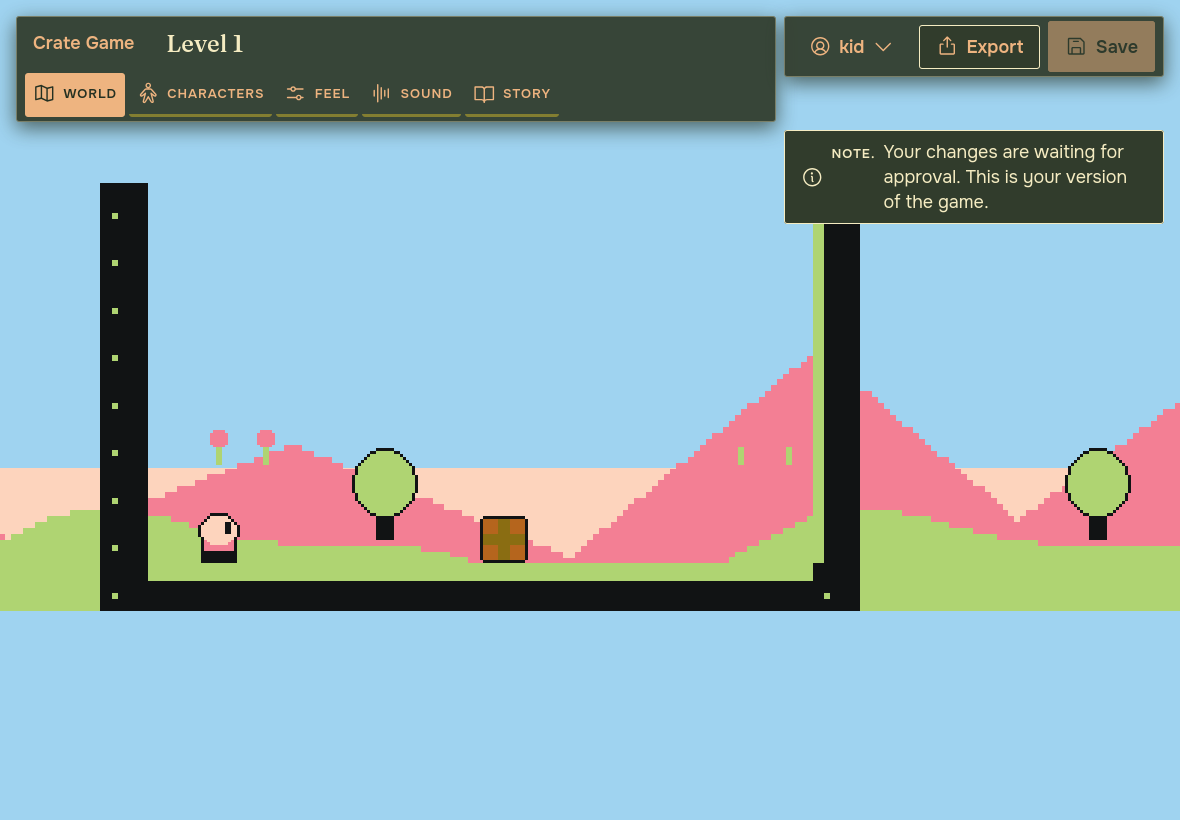 Crate Game
Level 1
kid
Export
Save
WORLD
CHARACTERS
FEEL
SOUND
STORY
NOTE. Your changes are waiting for
approval. This is your version
of the game.